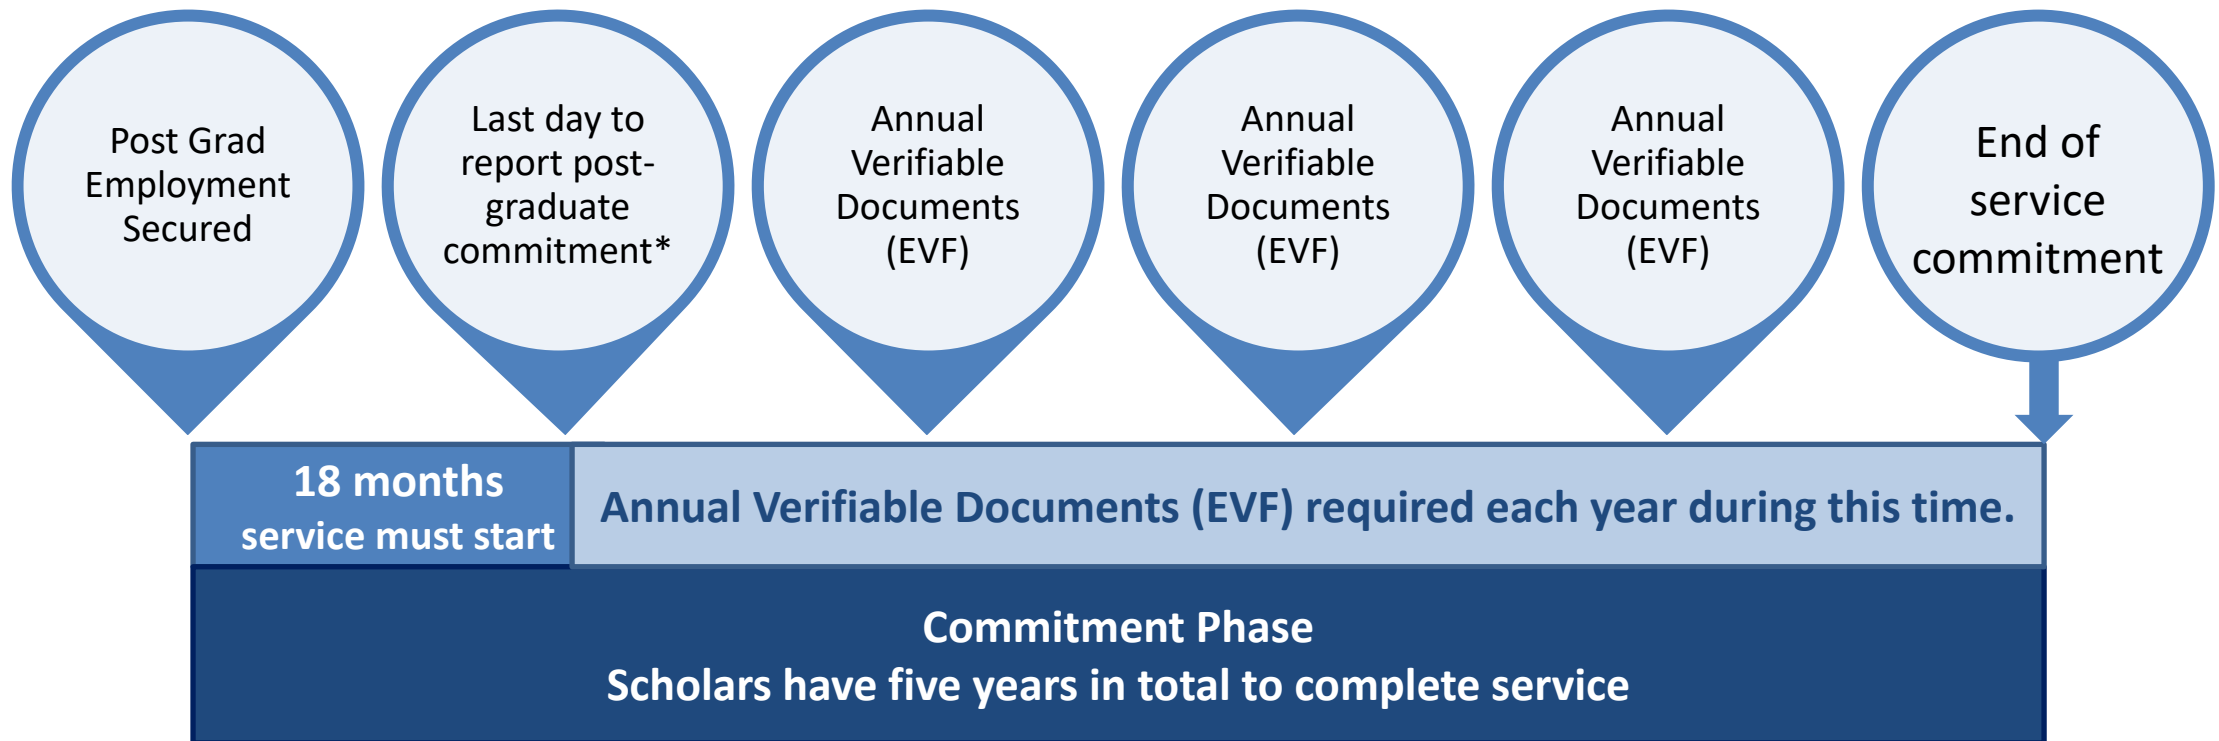 Post Grad
Employment
Secured
Last day to
report post-
graduate
commitment*
Annual
Verifiable
Documents
(EVF)
Annual
Verifiable
Documents
(EVF)
Annual
Verifiable
Documents
(EVF)
End of
service
commitment
18 months
service must start
Annual Verifiable Documents (EVF) required each year during this time.
Commitment Phase
Scholars have five years in total to complete service